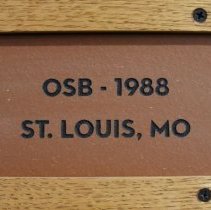 OSB - 1988
ST. LOUIS, MO